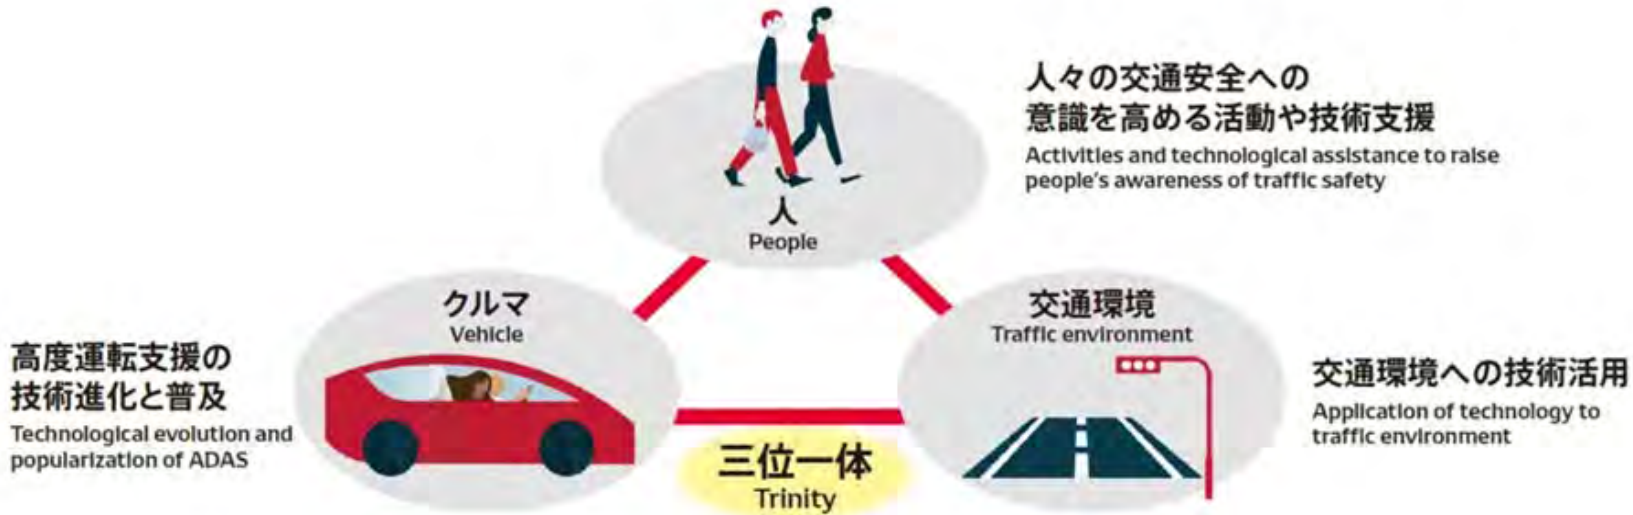 人々の交通安全への
意識を高める活動や技術支援
Activities and technological assistance to raise
people's awareness of traffic safety
人
People
クルマ
Vehicle
交通環境
Traffic environment
高度運転支援の
技術進化と普及
Technological evolution and
popularization of ADAS
交通環境への技術活用
Application of technology to
traffic environment
三位一体
Trinity